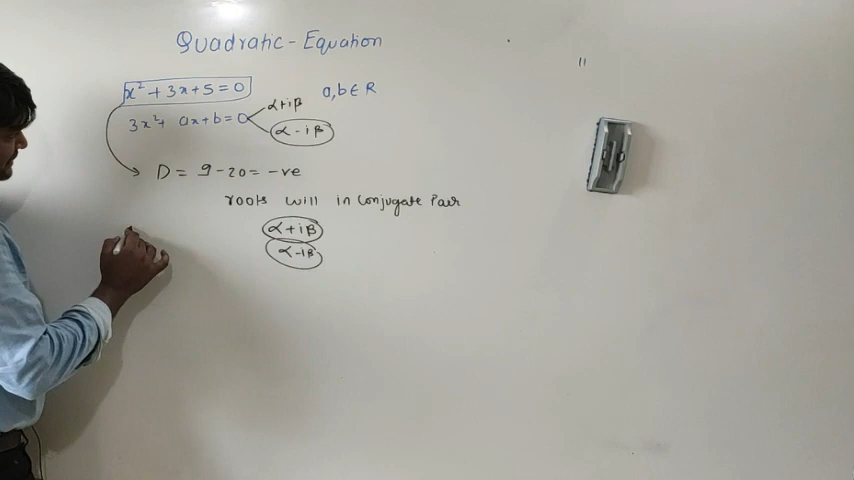 Quadratic-Equation
x² + 3x + 5 = 0
a, b ∈ R
α+iβ
3x² + ax + b = 0
α - iβ
D = 9 - 20 = -ve
roots will in Conjugate Pair
α + iβ
α - iβ